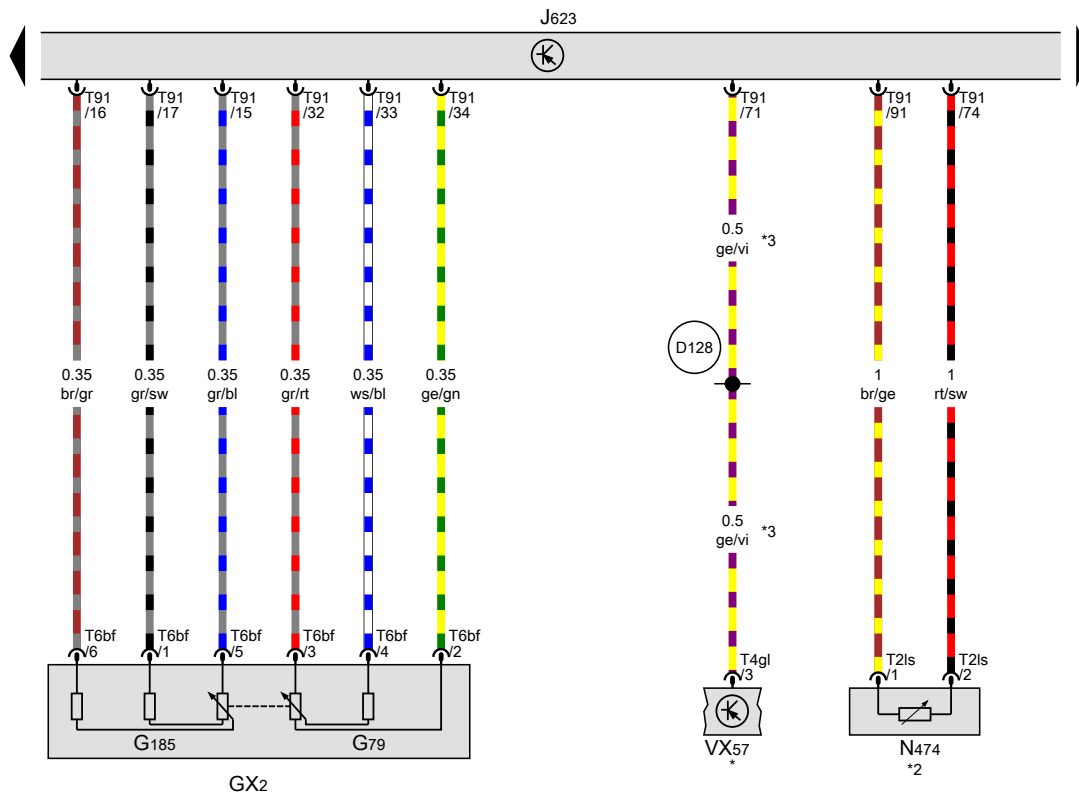 J623
T91 T91 T91 T91 T91 T91 T91 T91 T91
/16 /17 /15 /32 /33 /34 /71 /91 /74
0.5
ge/vi *3
D128
0.35 0.35 0.35 0.35 0.35 0.35 1 1
br/gr gr/sw gr/bl gr/rt ws/bl ge/gn br/ge rt/sw
0.5
ge/vi *3
T6bf T6bf T6bf T6bf T6bf T6bf T4gl T2ls T2ls
/6 /1 /5 /3 /4 /2 /3 /1 /2
G185 G79 VX57 N474
* *2
GX2